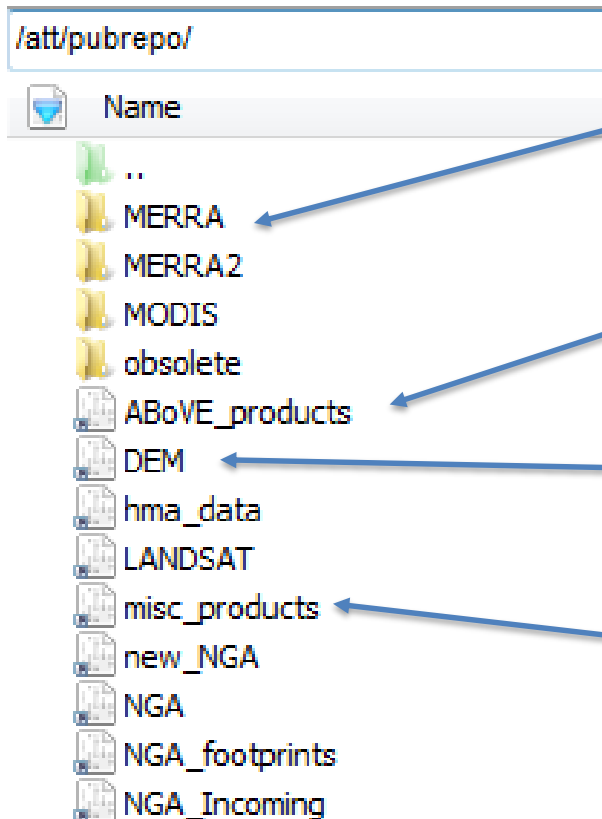 /att/pubrepo/
Name
..
MERRA
MERRA2
MODIS
obsolete
ABoVE_products
DEM
hma_data
LANDSAT
misc_products
new_NGA
NGA
NGA_footprints
NGA_Incoming